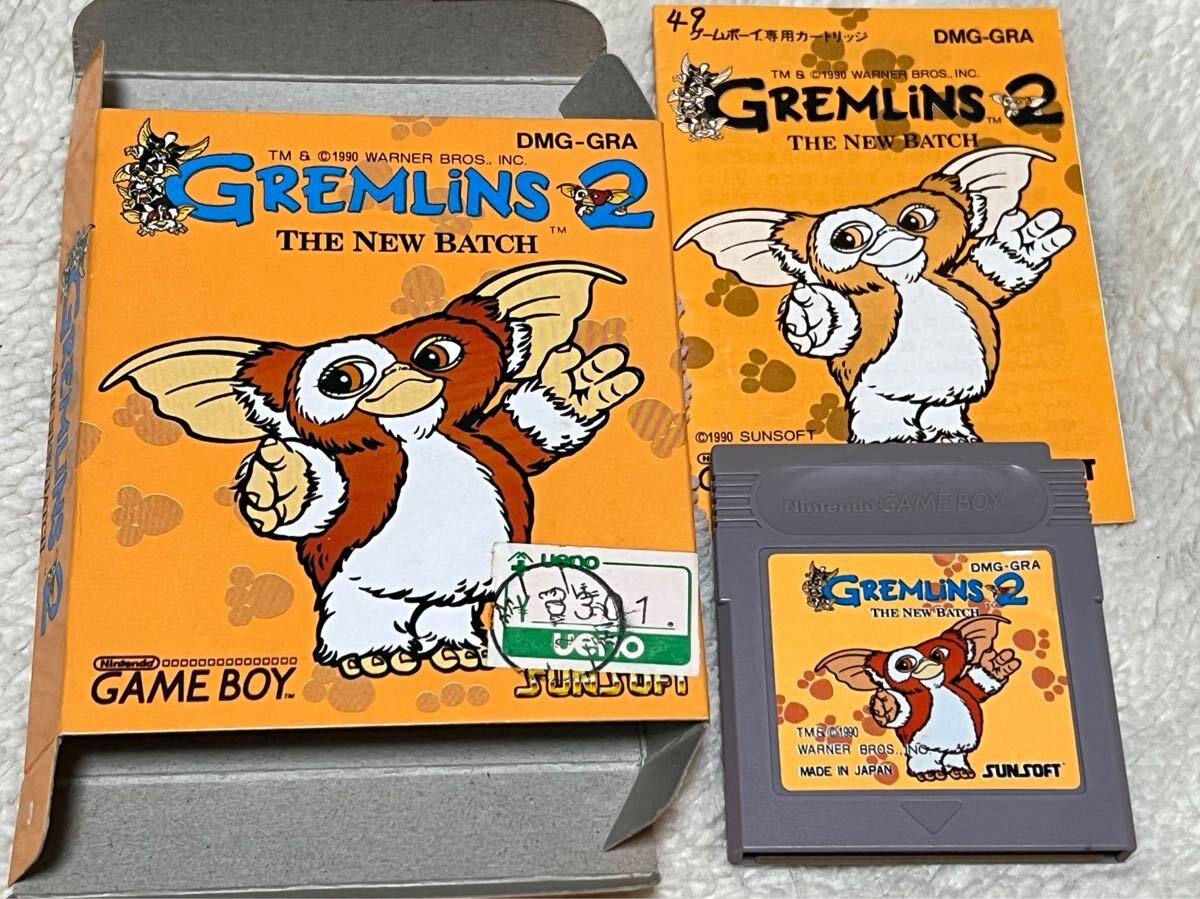 DMG-GRA
TM & ©1990 WARNER BROS., INC.
GREMLiNS 2
TM
THE NEW BATCH
GREMLINS 2
ueno
ueno
Nintendo
GAME BOY TM
SUNSOFT
49
ゲームボーイ専用カートリッジ
DMG-GRA
TM & ©1990 WARNER BROS., INC.
GREMLiNS 2
TM
THE NEW BATCH
©1990 SUNSOFT
Nintendo GAME BOY
DMG-GRA
GREMLiNS 2
THE NEW BATCH
TM & ©1990
WARNER BROS., INC.
MADE IN JAPAN
SUNSOFT